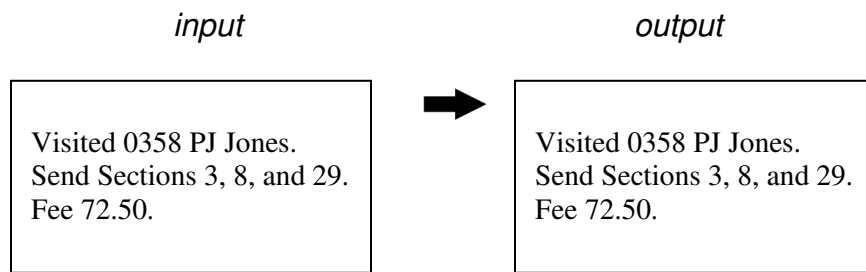 input
output
Visited 0358 PJ Jones.
Send Sections 3, 8, and 29.
Fee 72.50.
Visited 0358 PJ Jones.
Send Sections 3, 8, and 29.
Fee 72.50.